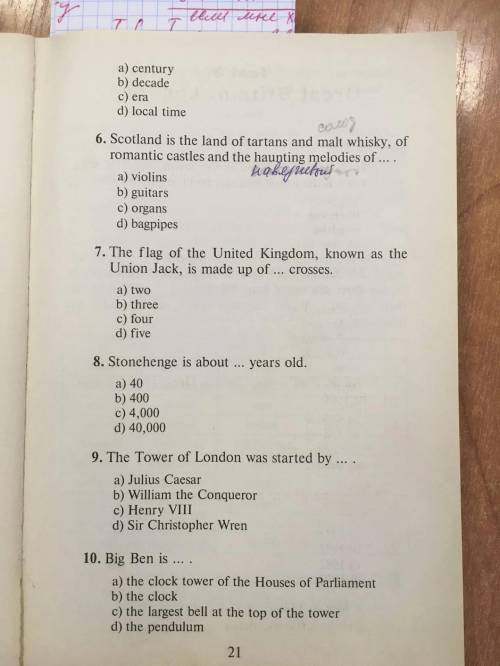 если мне
a) century
b) decade
c) era
d) local time
солод
6. Scotland is the land of tartans and malt whisky, of
romantic castles and the haunting melodies of ... .
a) violins
b) guitars
c) organs
d) bagpipes
7. The flag of the United Kingdom, known as the
Union Jack, is made up of ... crosses.
a) two
b) three
c) four
d) five
8. Stonehenge is about ... years old.
a) 40
b) 400
c) 4,000
d) 40,000
9. The Tower of London was started by ... .
a) Julius Caesar
b) William the Conqueror
c) Henry VIII
d) Sir Christopher Wren
10. Big Ben is ... .
a) the clock tower of the Houses of Parliament
b) the clock
c) the largest bell at the top of the tower
d) the pendulum
21